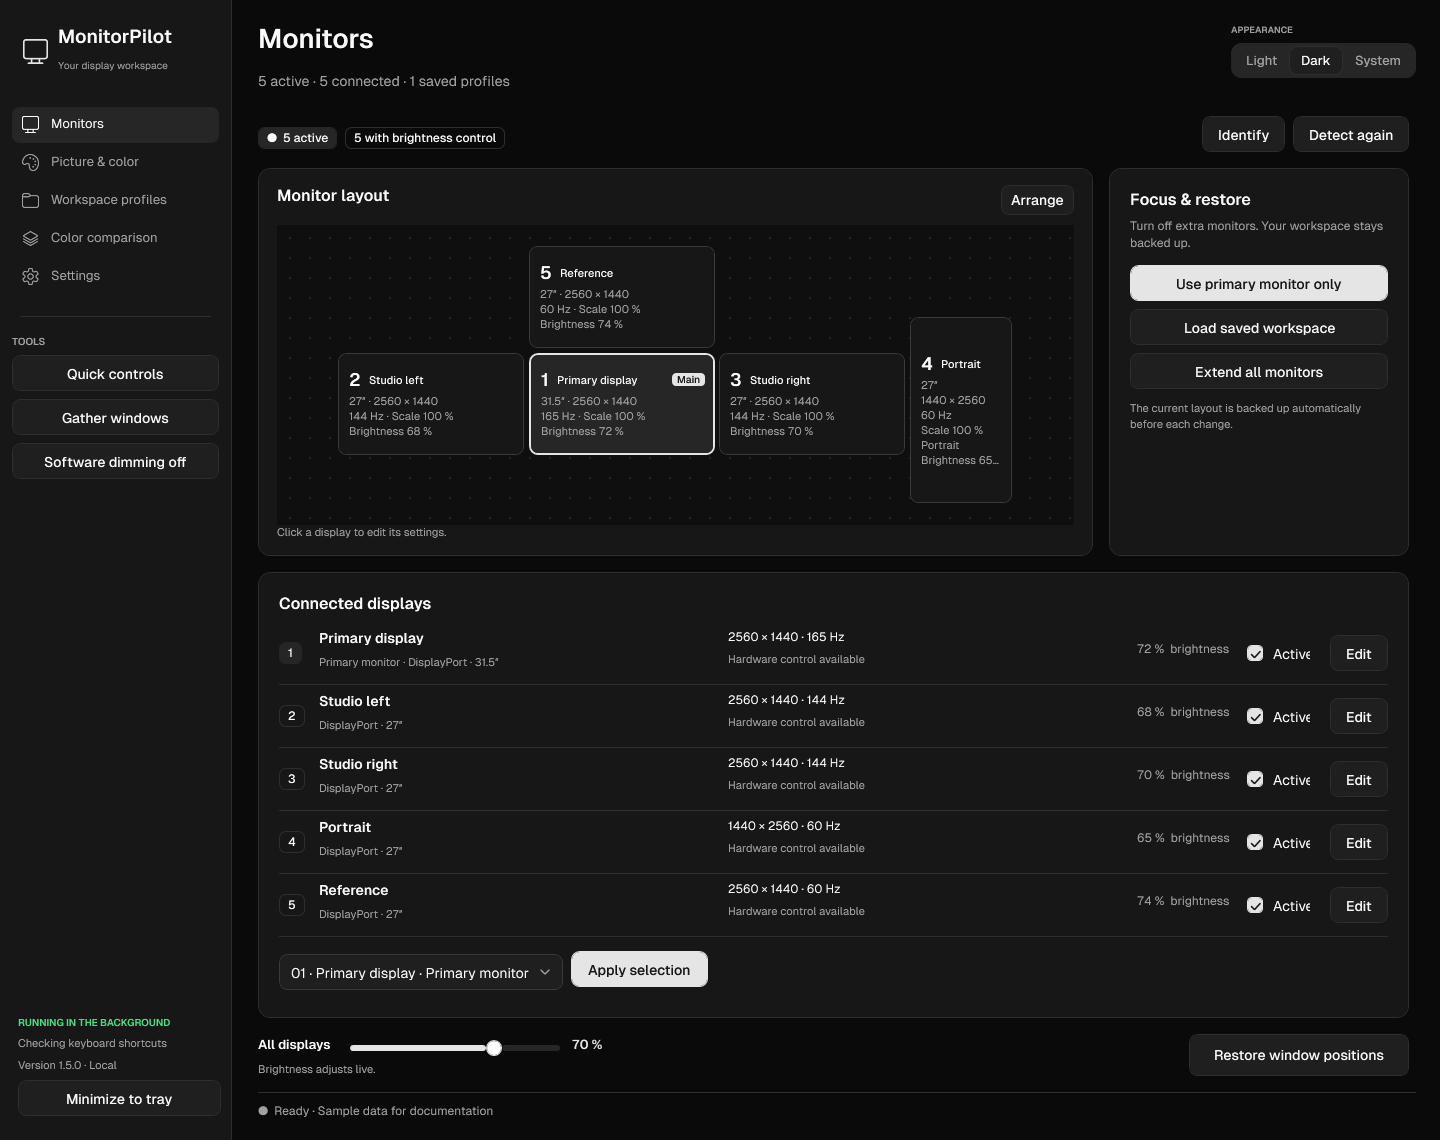 MonitorPilot
Your display workspace
Monitors
Picture & color
Workspace profiles
Color comparison
Settings
TOOLS
Quick controls
Gather windows
Software dimming off
RUNNING IN THE BACKGROUND
Checking keyboard shortcuts
Version 1.5.0 · Local
Minimize to tray
Monitors
5 active · 5 connected · 1 saved profiles
APPEARANCE
Light Dark System
5 active
5 with brightness control
Identify
Detect again
Monitor layout
Arrange
5 Reference
27" · 2560 × 1440
60 Hz · Scale 100 %
Brightness 74 %
2 Studio left
27" · 2560 × 1440
144 Hz · Scale 100 %
Brightness 68 %
1 Primary display Main
31.5" · 2560 × 1440
165 Hz · Scale 100 %
Brightness 72 %
3 Studio right
27" · 2560 × 1440
144 Hz · Scale 100 %
Brightness 70 %
4 Portrait
27"
1440 × 2560
60 Hz
Scale 100 %
Portrait
Brightness 65...
Click a display to edit its settings.
Focus & restore
Turn off extra monitors. Your workspace stays
backed up.
Use primary monitor only
Load saved workspace
Extend all monitors
The current layout is backed up automatically
before each change.
Connected displays
1
Primary display
Primary monitor · DisplayPort · 31.5"
2560 × 1440 · 165 Hz
Hardware control available
72 % brightness
Active
Edit
2
Studio left
DisplayPort · 27"
2560 × 1440 · 144 Hz
Hardware control available
68 % brightness
Active
Edit
3
Studio right
DisplayPort · 27"
2560 × 1440 · 144 Hz
Hardware control available
70 % brightness
Active
Edit
4
Portrait
DisplayPort · 27"
1440 × 2560 · 60 Hz
Hardware control available
65 % brightness
Active
Edit
5
Reference
DisplayPort · 27"
2560 × 1440 · 60 Hz
Hardware control available
74 % brightness
Active
Edit
01 · Primary display · Primary monitor
Apply selection
All displays
70 %
Brightness adjusts live.
Restore window positions
Ready · Sample data for documentation